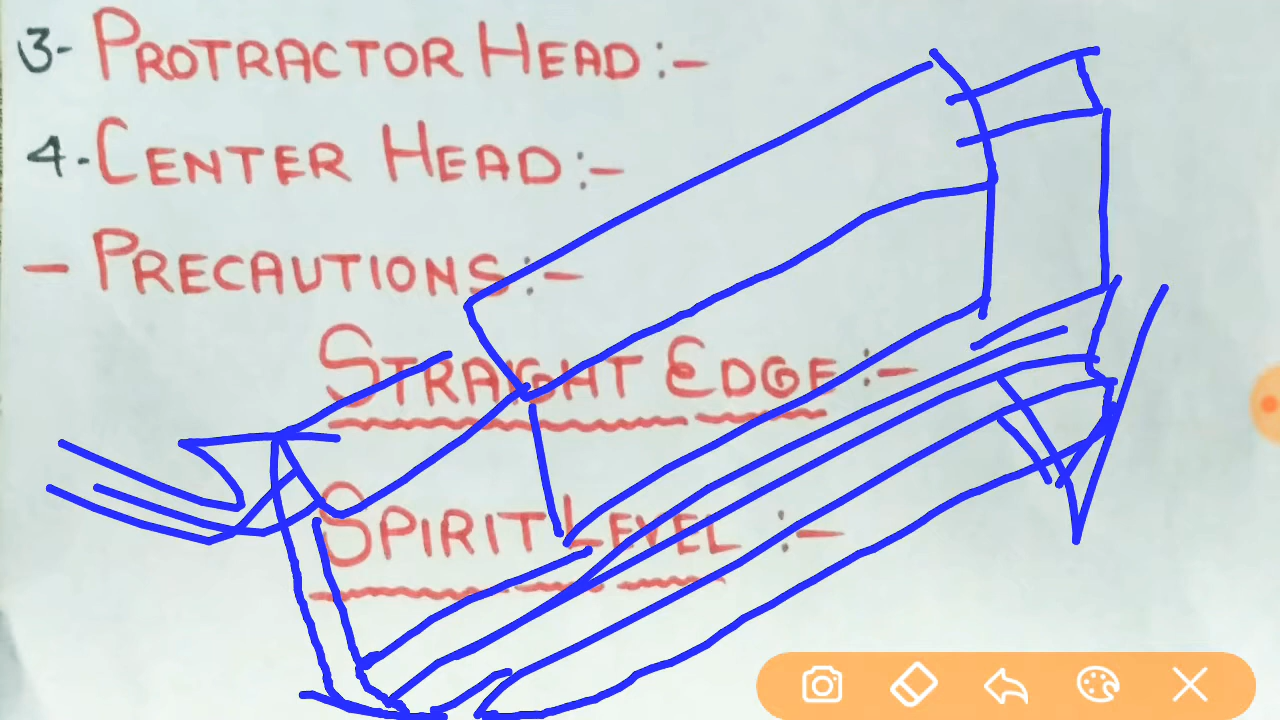 3- PROTRACTOR HEAD :-
4- CENTER HEAD :-
- PRECAUTIONS :-
STRAIGHT EDGE :-
SPIRIT LEVEL :-